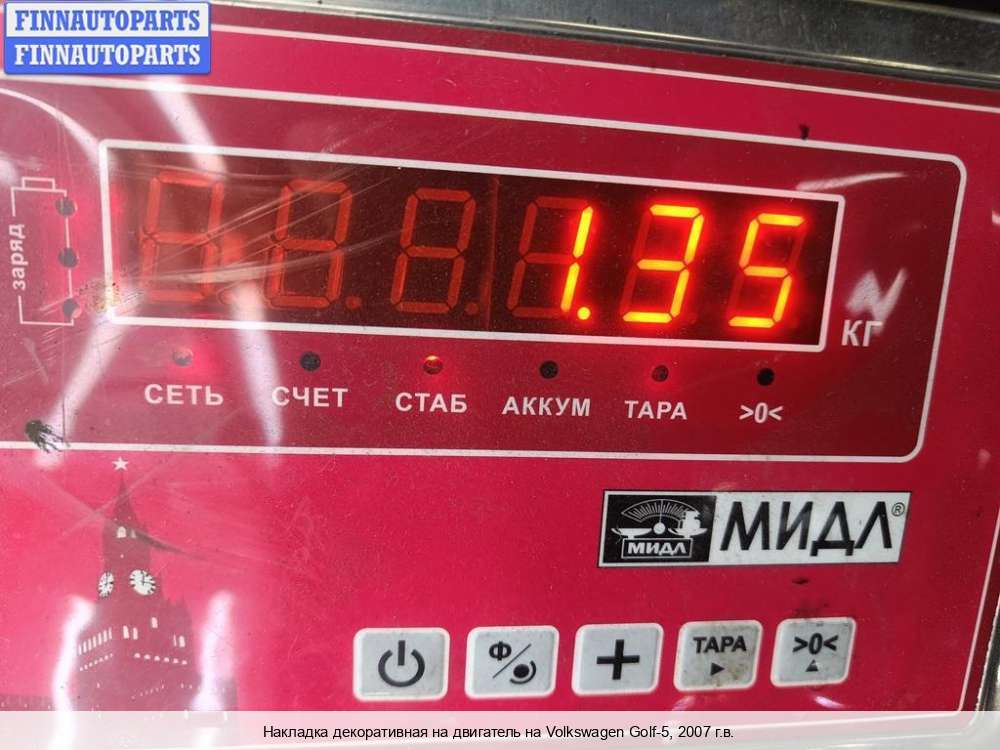 FINNAUTOPARTS
FINNAUTOPARTS
заряд
1.35
КГ
СЕТЬ СЧЕТ СТАБ АККУМ ТАРА >0<
МИДЛ МИДЛ®
Ф ТАРА >0<
Накладка декоративная на двигатель на Volkswagen Golf-5, 2007 г.в.